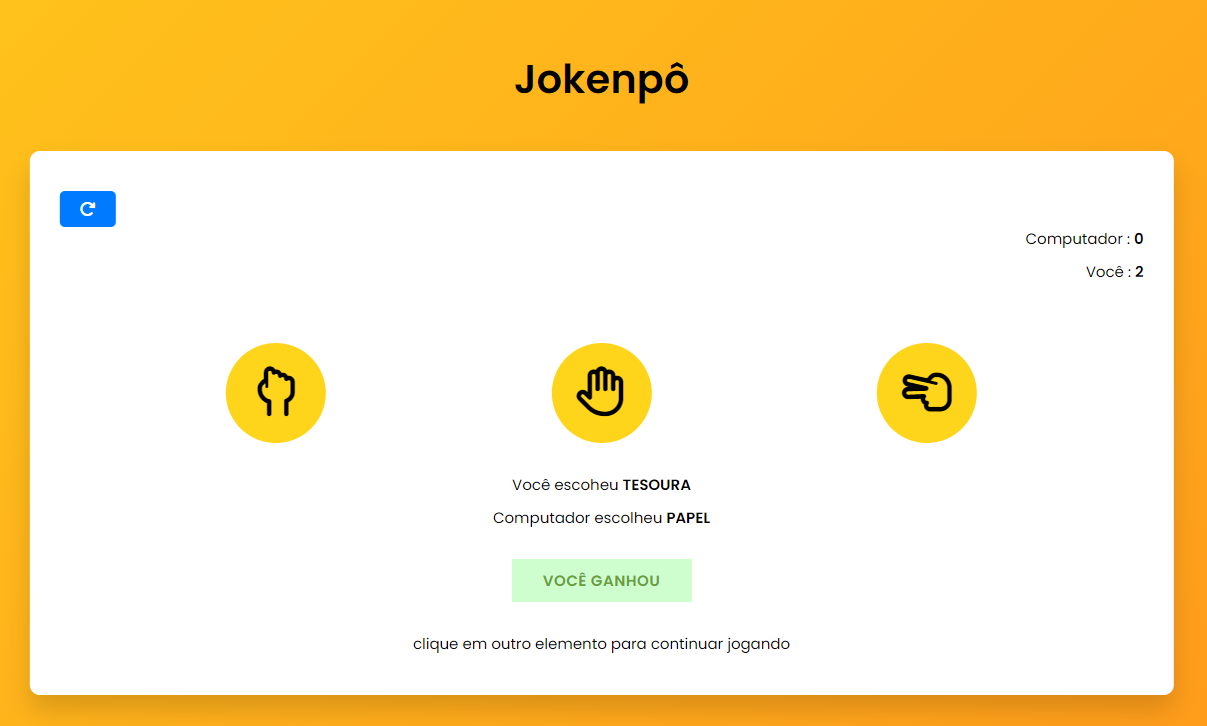 Jokenpô
Computador : 0
Você : 2
Você escoheu TESOURA
Computador escolheu PAPEL
VOCÊ GANHOU
clique em outro elemento para continuar jogando